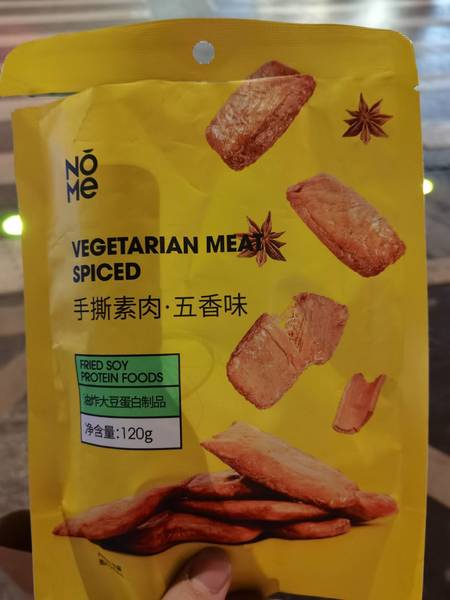 NŌ
Me
VEGETARIAN MEAT
SPICED
手撕素肉·五香味
FRIED SOY
PROTEIN FOODS
油炸大豆蛋白制品
净含量:120g